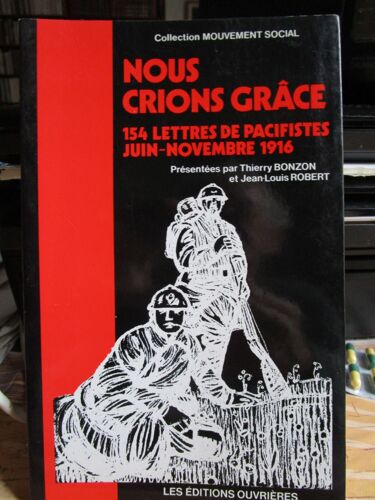 Collection MOUVEMENT SOCIAL
NOUS
CRIONS GRÂCE
154 LETTRES DE PACIFISTES
JUIN-NOVEMBRE 1916
Présentées par Thierry BONZON
et Jean-Louis ROBERT
LES ÉDITIONS OUVRIÈRES